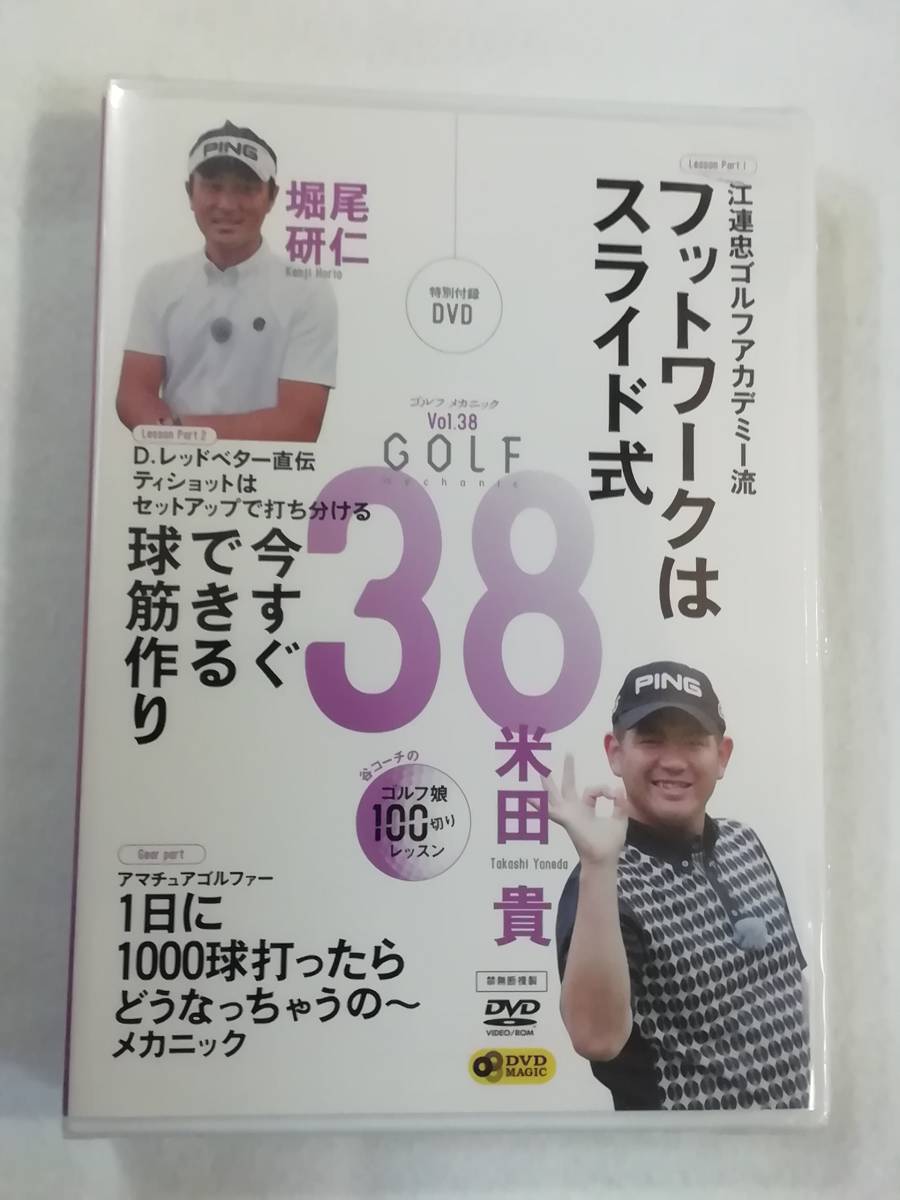 Lesson Part 1
江連忠ゴルフアカデミー流
フットワークは
スライド式
PING
堀尾
研仁
Kenji Horio
特別付録
DVD
ゴルフ メカニック
Vol.38
GOLF
mechanic
38
Lesson Part 2
D.レッドベター直伝
ティショットは
セットアップで打ち分ける
今すぐ
できる
球筋作り
PING
米田
貴
Takashi Yoneda
谷コーチの
ゴルフ娘
100切り
レッスン
Gear part
アマチュアゴルファー
1日に
1000球打ったら
どうなっちゃうの〜
メカニック
禁無断複製
DVD
VIDEO/ROM
DVD
MAGIC